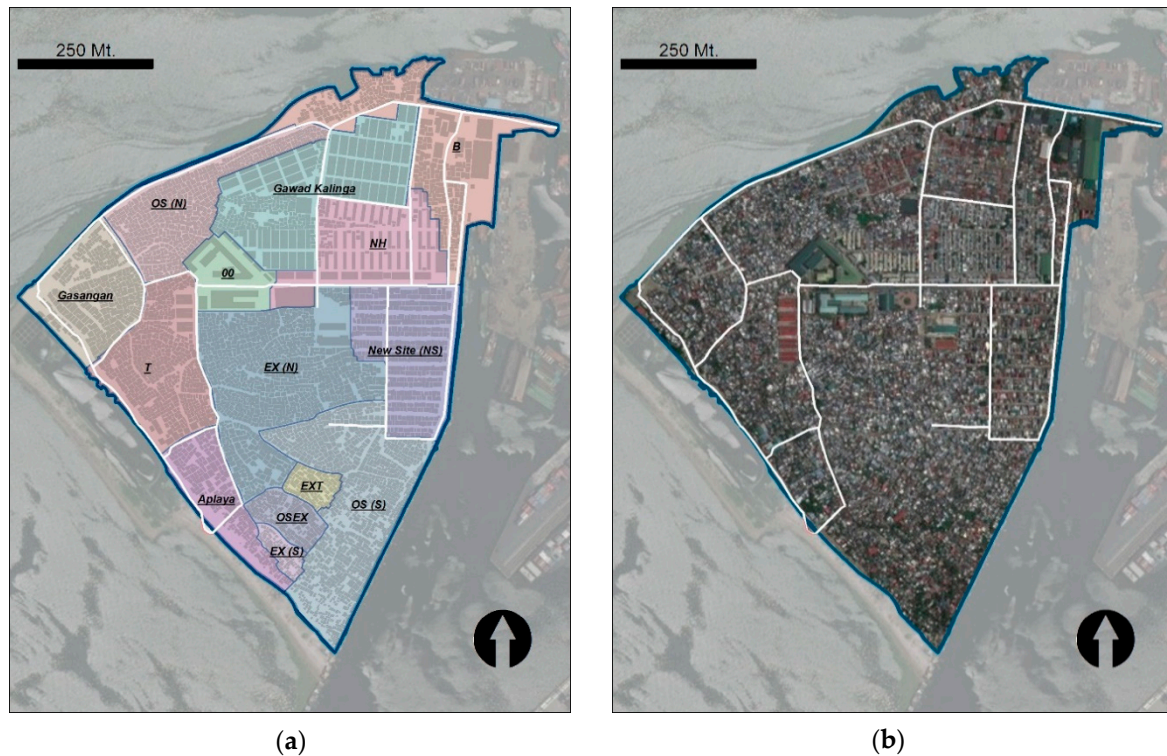 250 Mt.
250 Mt.
B
Gawad Kalinga
OS (N)
NH
00
Gasangan
New Site (NS)
T
EX (N)
EXT
Aplaya
OS (S)
OSEX
EX (S)
(a)
(b)